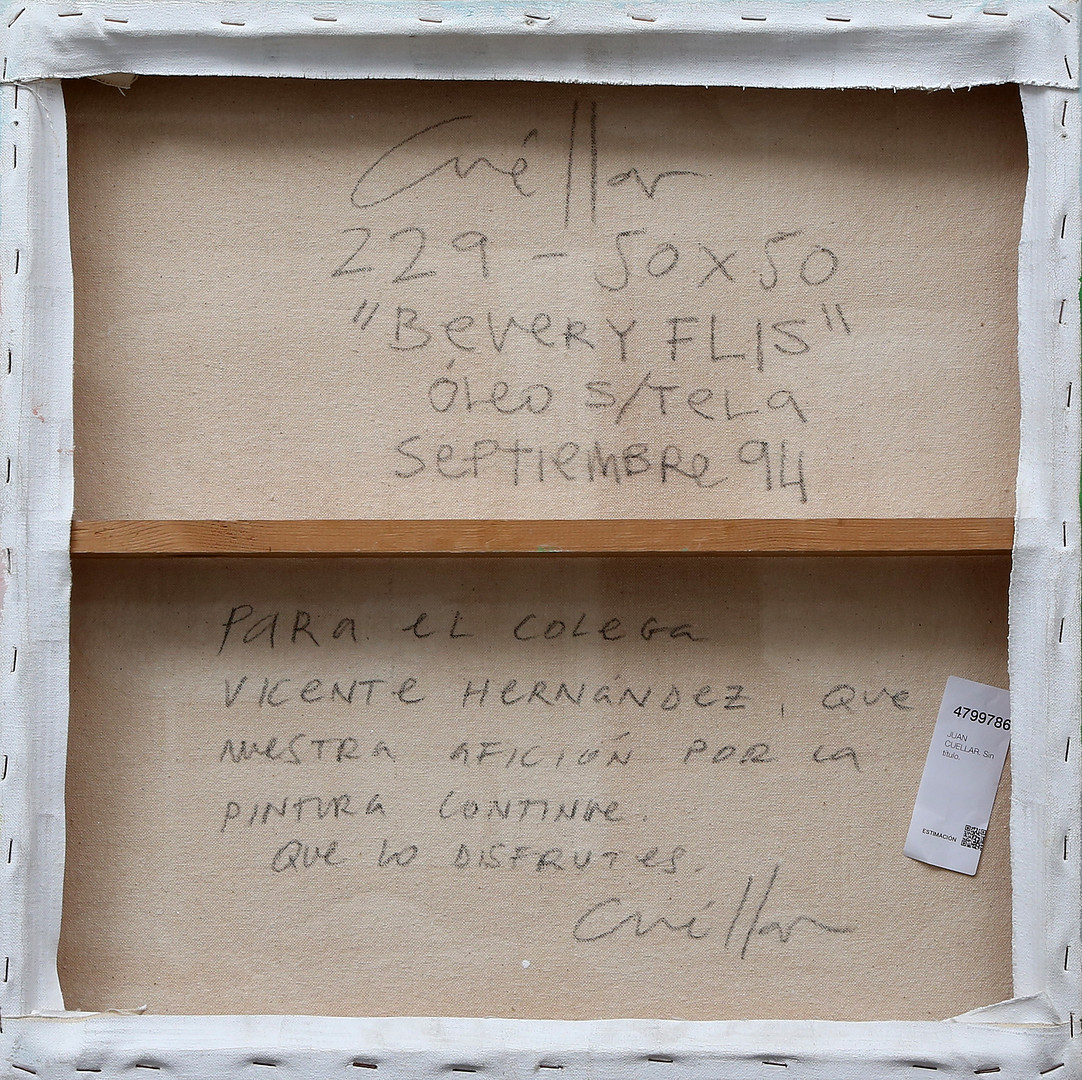 Cuéllar
229 - 50x50
"BeveRY FLIS"
ÓLeo S/TeLa
SePtIeMBRe 94
PaRa eL COLeGa
VICeNTe HeRNáNDeZ, Que
NueSTRa AFICIÓN POR La
PINTURa CONTINúe.
Que Lo DISFRUTeS.
Cuéllar
4799786
JUAN
CUELLAR. Sin
título.
ESTIMACIÓN